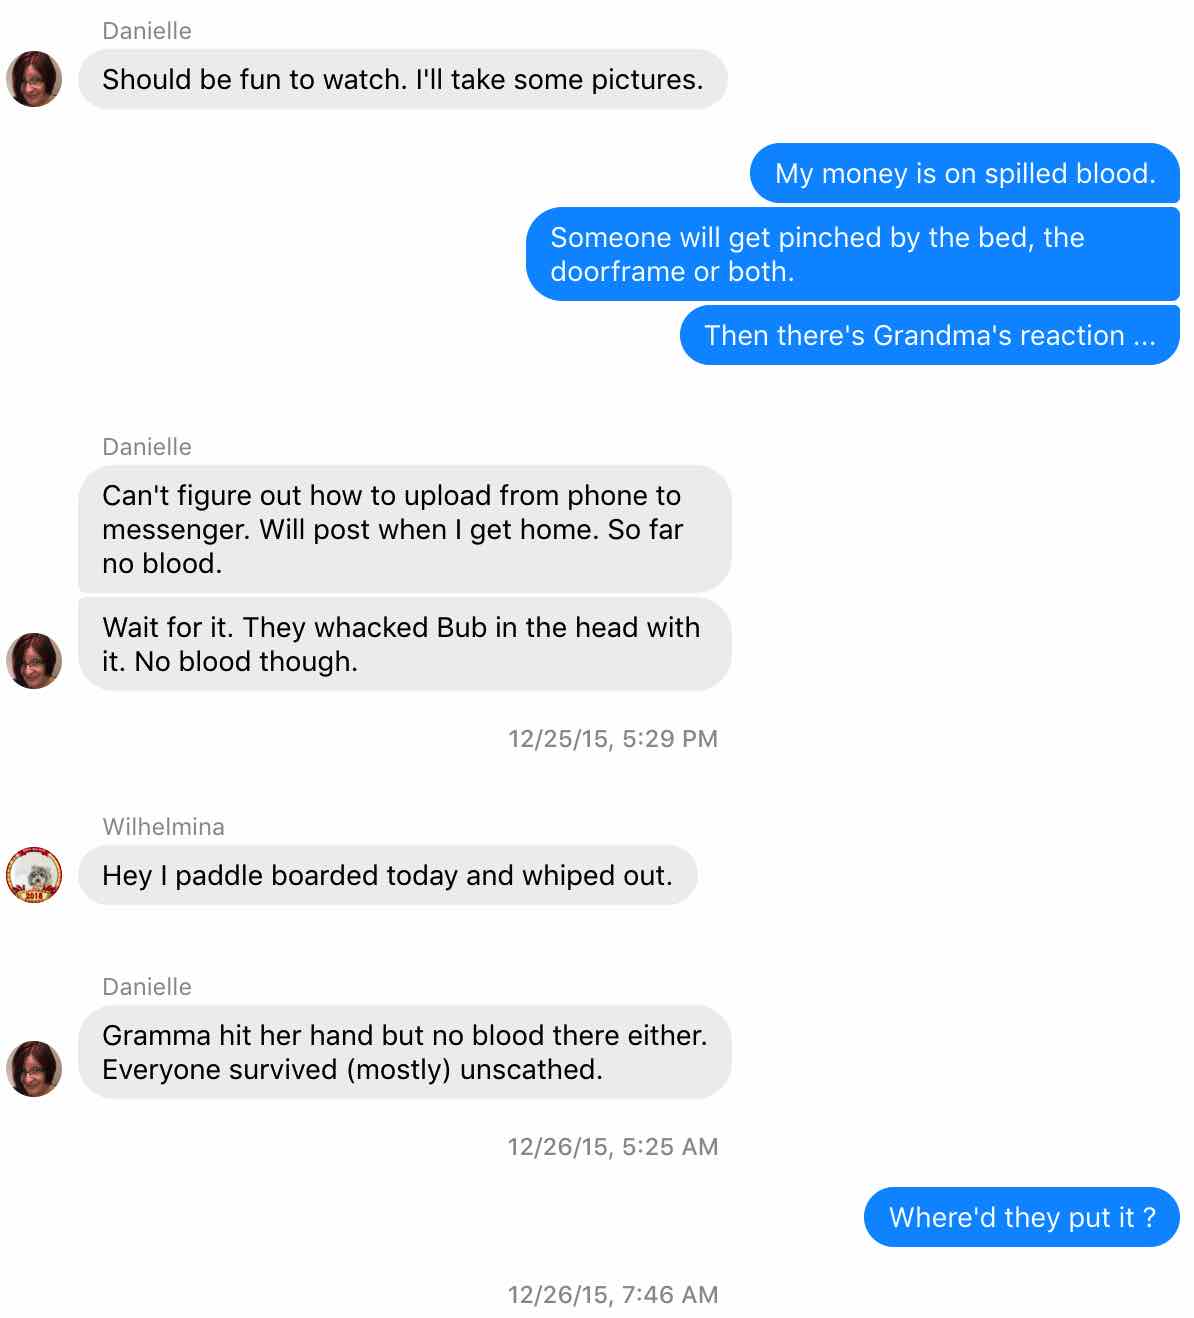 Danielle
Should be fun to watch. I'll take some pictures.
My money is on spilled blood.
Someone will get pinched by the bed, the
doorframe or both.
Then there's Grandma's reaction ...
Danielle
Can't figure out how to upload from phone to
messenger. Will post when I get home. So far
no blood.
Wait for it. They whacked Bub in the head with
it. No blood though.
12/25/15, 5:29 PM
Wilhelmina
Hey I paddle boarded today and whiped out.
2018
Danielle
Gramma hit her hand but no blood there either.
Everyone survived (mostly) unscathed.
12/26/15, 5:25 AM
Where'd they put it ?
12/26/15, 7:46 AM